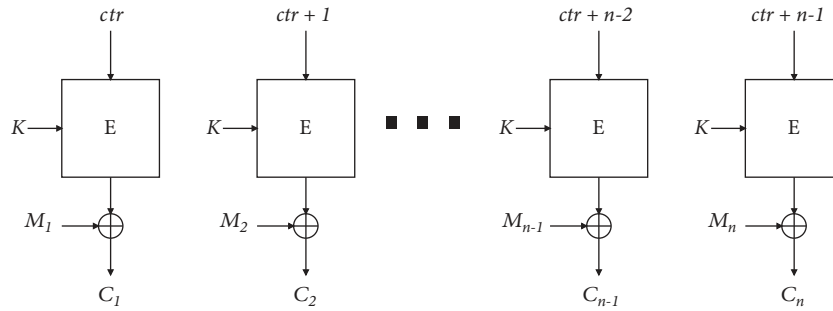 ctr ctr + 1 ctr + n-2 ctr + n-1
K E K E K E K E
M1 M2 Mn-1 Mn
C1 C2 Cn-1 Cn